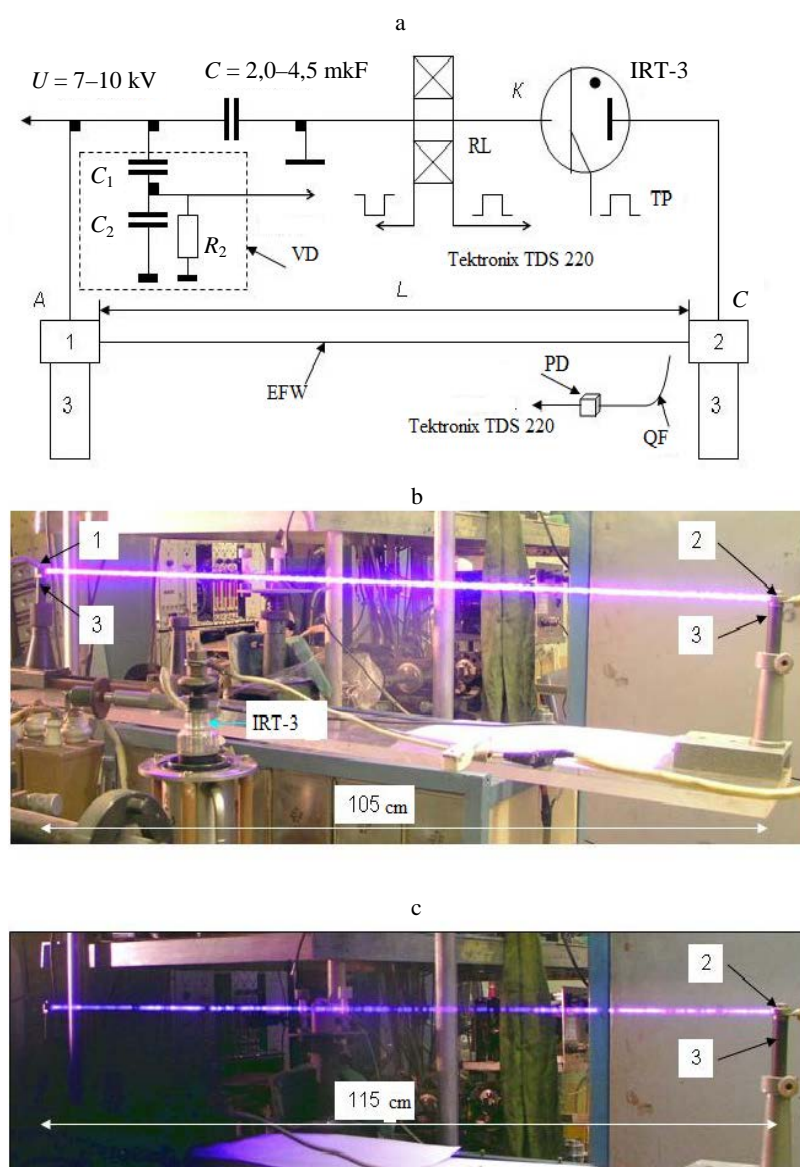 a
U = 7–10 kV
C = 2,0–4,5 mkF
K
IRT-3
RL
C1
C2
R2
VD
TP
Tektronix TDS 220
A
L
C
1
2
EFW
PD
3
3
Tektronix TDS 220
QF
b
1
2
3
3
IRT-3
105 cm
c
2
3
115 cm